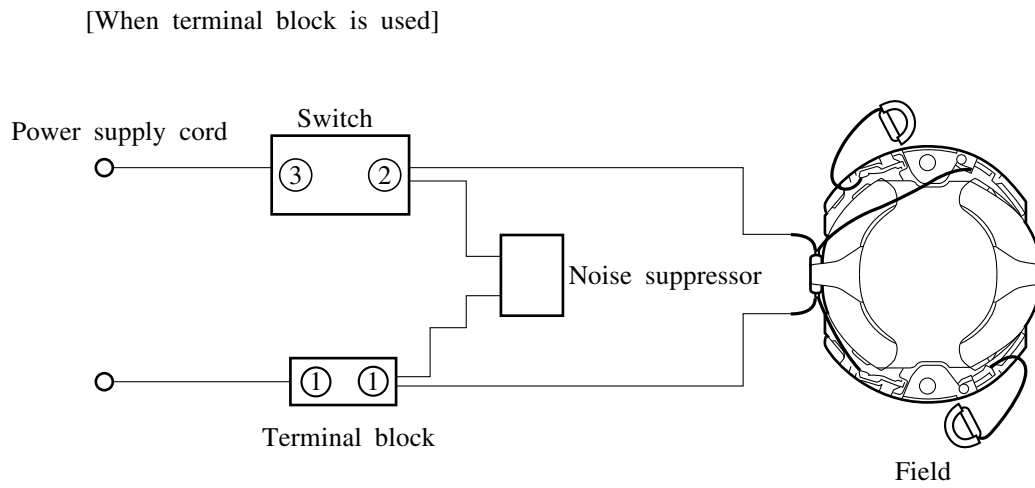 [When terminal block is used]
Switch
Power supply cord
3 2
Noise suppressor
1 1
Terminal block
Field